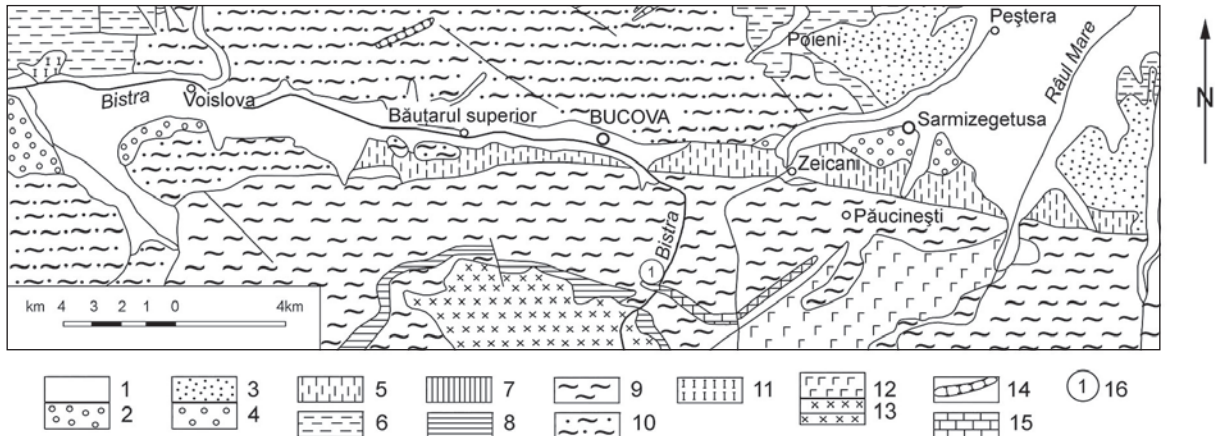 Peştera
Poieni
Râul Mare
N
Bistra
Voislova
Băutarul superior
BUCOVA
Sarmizegetusa
Zeicani
Păucineşti
Bistra
1
km 4 3 2 1 0 4km
1
2
3
4
5
6
7
8
9
10
11
12
13
14
15
1 16